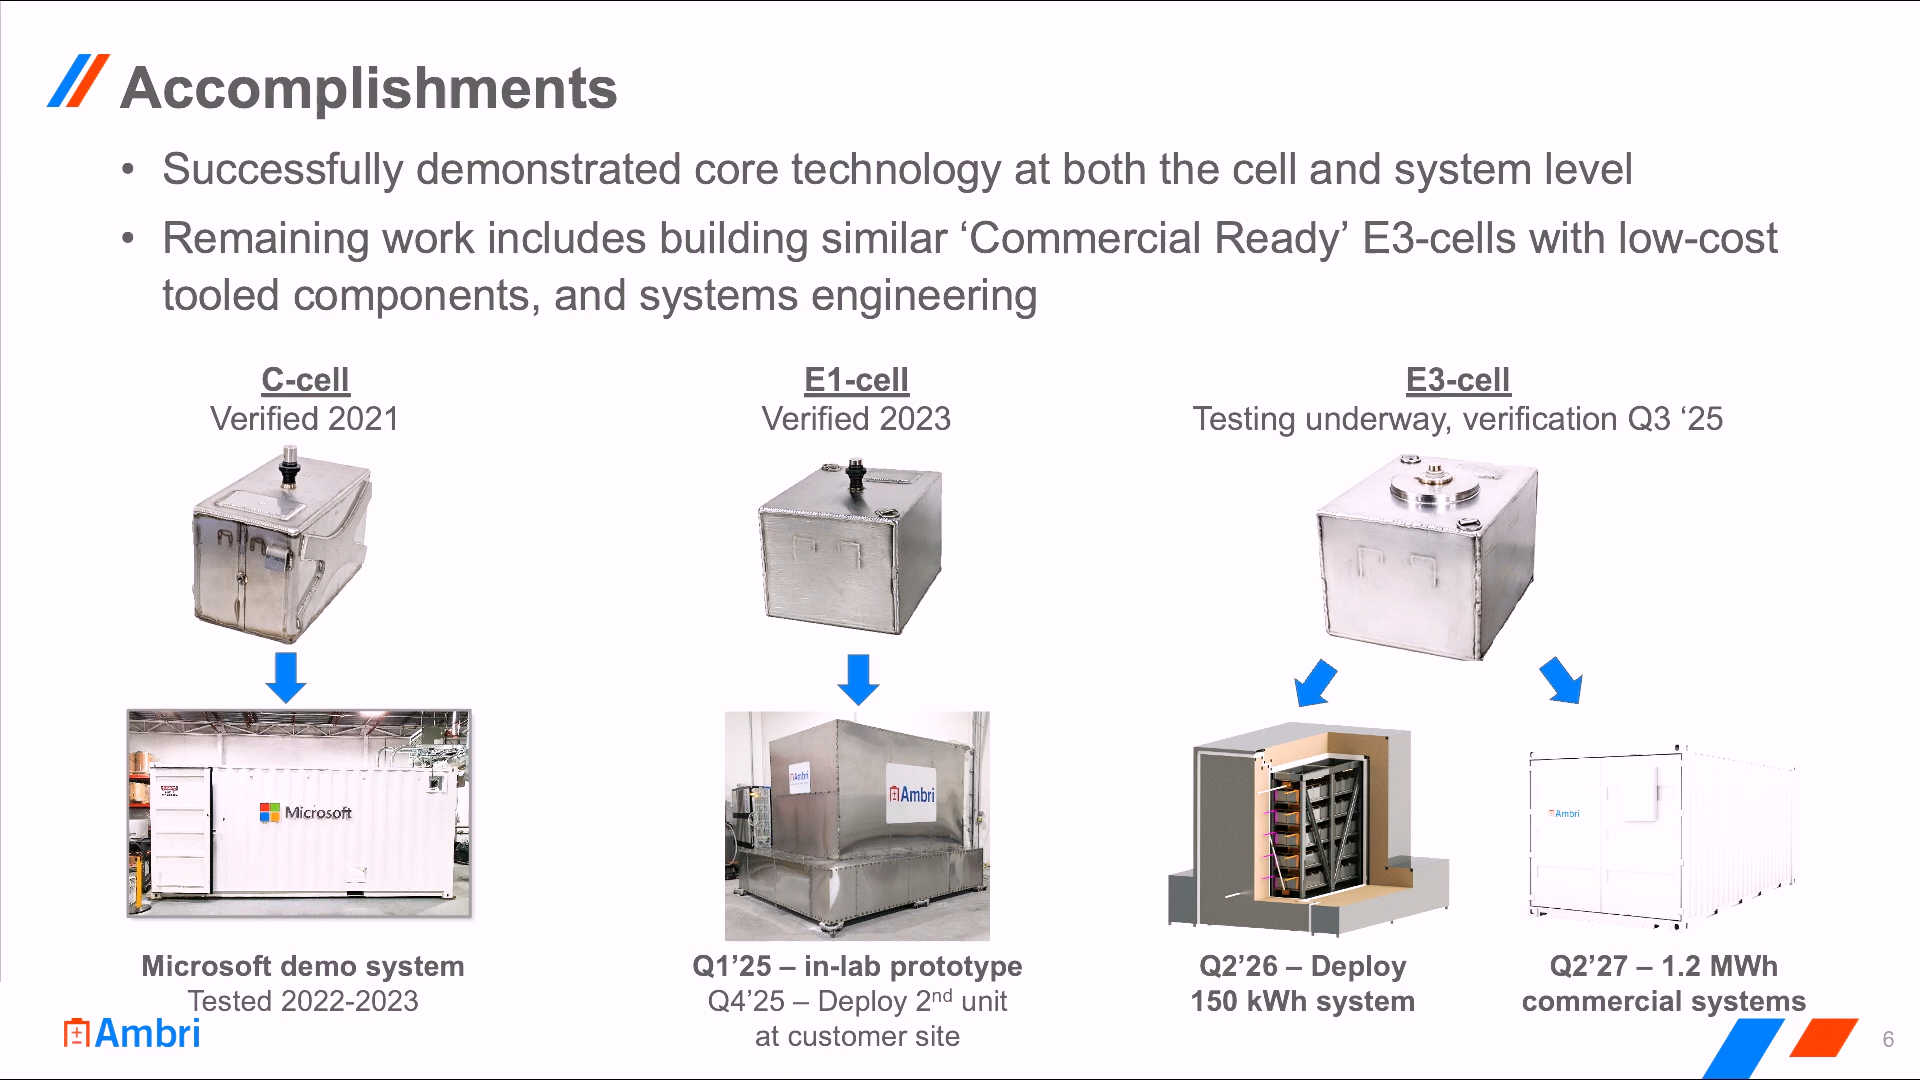 Accomplishments
• Successfully demonstrated core technology at both the cell and system level
• Remaining work includes building similar ‘Commercial Ready’ E3-cells with low-cost
tooled components, and systems engineering
C-cell
Verified 2021
E1-cell
Verified 2023
E3-cell
Testing underway, verification Q3 ‘25
Microsoft
Ambri
Ambri
Ambri
Microsoft demo system
Tested 2022-2023
Q1’25 – in-lab prototype
Q4’25 – Deploy 2nd unit
at customer site
Q2’26 – Deploy
150 kWh system
Q2’27 – 1.2 MWh
commercial systems
Ambri
6